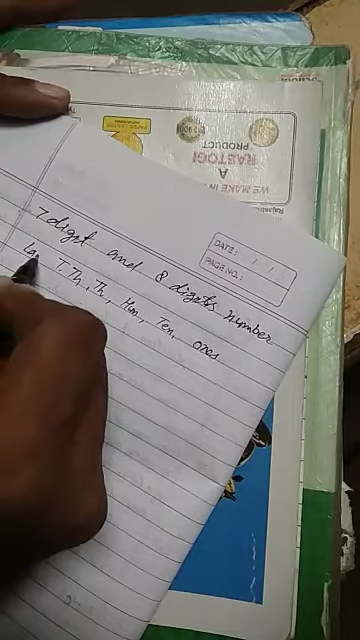 RASTOGI
A
PRODUCT
WE MAKE IN
DATE: / /
PAGE NO.:
7 digit and 8 digits number
T.Th, Th, Hun, Ten, ones